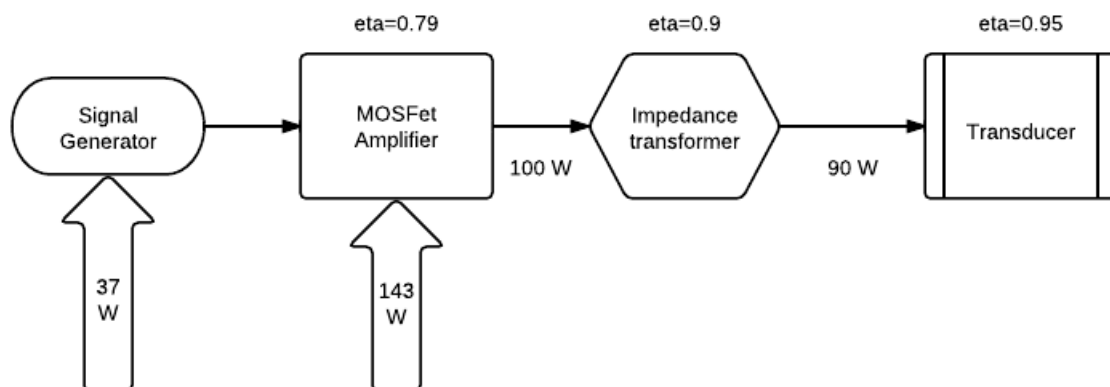 eta=0.79
eta=0.9
eta=0.95
Signal
Generator
MOSFet
Amplifier
Impedance
transformer
Transducer
100 W
90 W
37
W
143
W